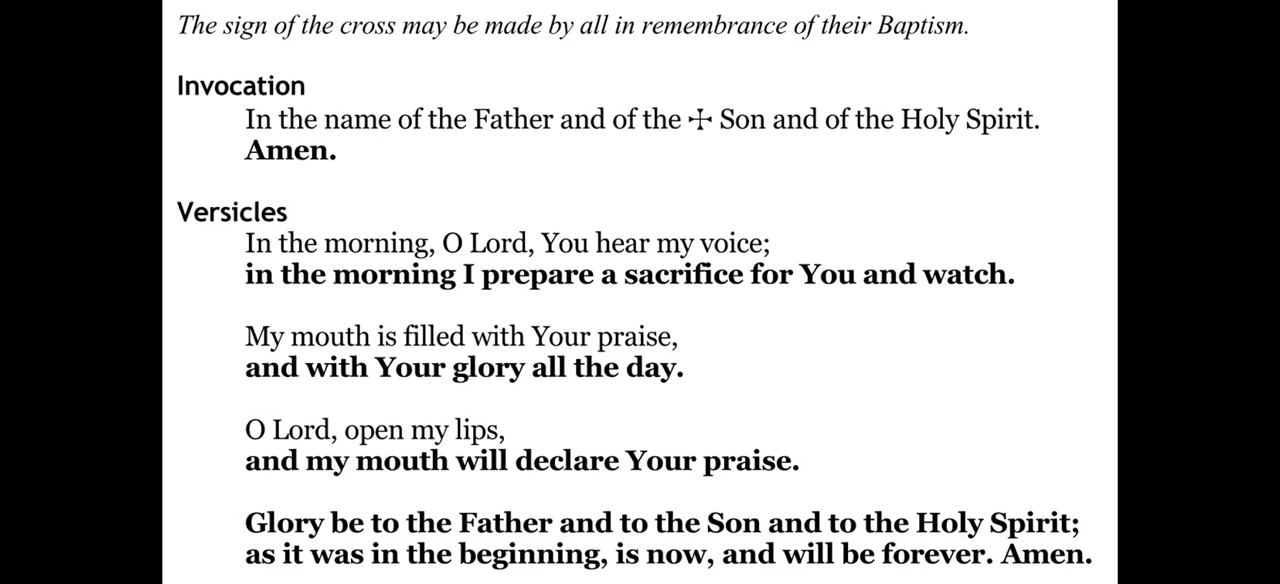 The sign of the cross may be made by all in remembrance of their Baptism.
Invocation
In the name of the Father and of the ☩ Son and of the Holy Spirit.
Amen.
Versicles
In the morning, O Lord, You hear my voice;
in the morning I prepare a sacrifice for You and watch.
My mouth is filled with Your praise,
and with Your glory all the day.
O Lord, open my lips,
and my mouth will declare Your praise.
Glory be to the Father and to the Son and to the Holy Spirit;
as it was in the beginning, is now, and will be forever. Amen.